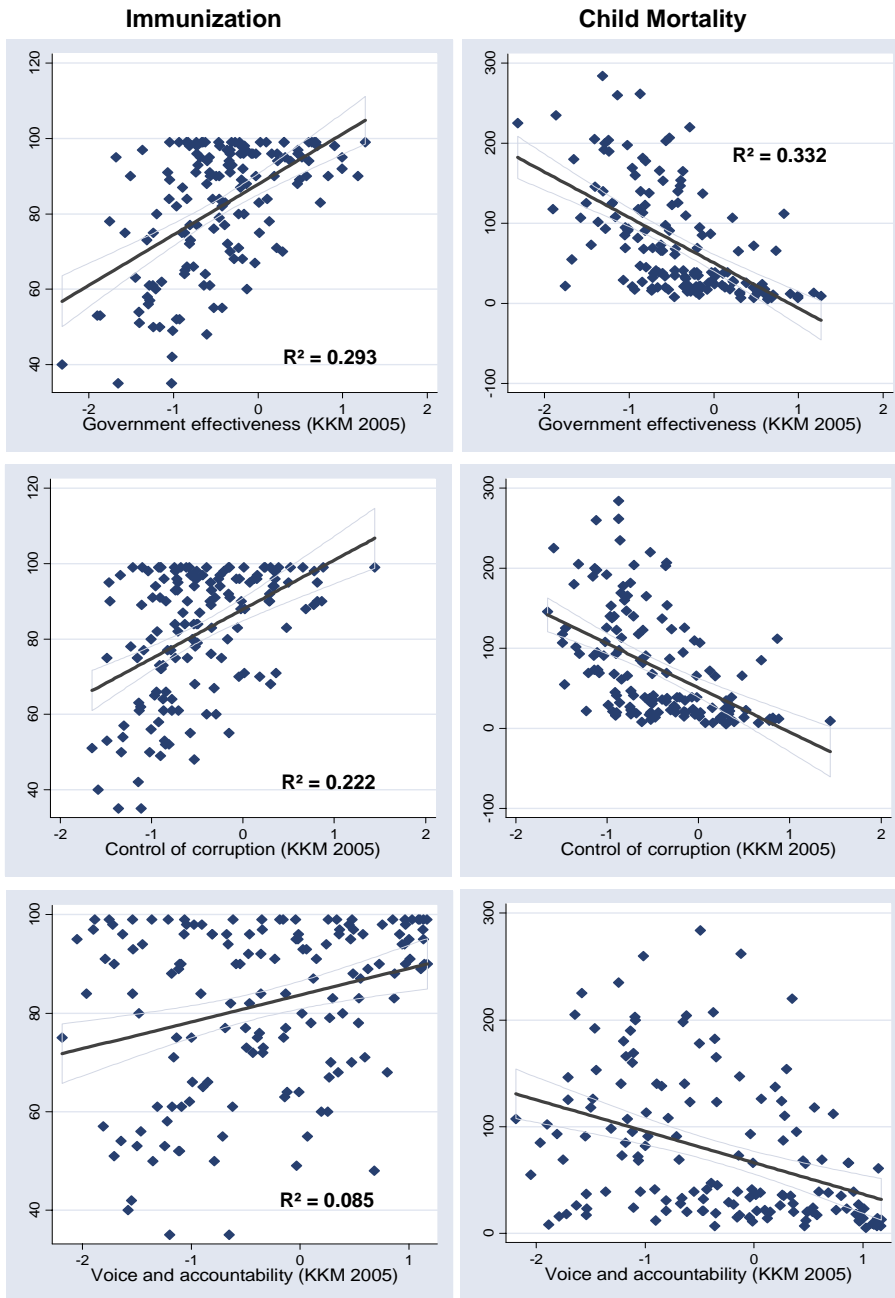 Immunization
Child Mortality
120
100
80
60
40
R² = 0.293
-2 -1 0 1 2
Government effectiveness (KKM 2005)
300
200
100
0
-100
R² = 0.332
-2 -1 0 1 2
Government effectiveness (KKM 2005)
120
100
80
60
40
R² = 0.222
-2 -1 0 1 2
Control of corruption (KKM 2005)
300
200
100
0
-100
-2 -1 0 1 2
Control of corruption (KKM 2005)
100
80
60
40
R² = 0.085
-2 -1 0 1
Voice and accountability (KKM 2005)
300
200
100
0
-2 -1 0 1
Voice and accountability (KKM 2005)